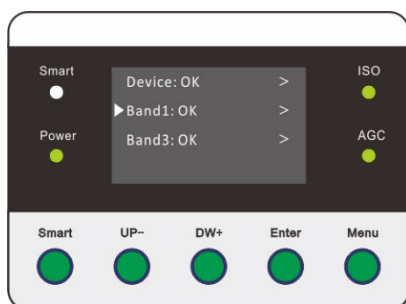 Smart
ISO
Device: OK >
Band1: OK >
Band3: OK >
Power
AGC
Smart
UP-
DW+
Enter
Menu